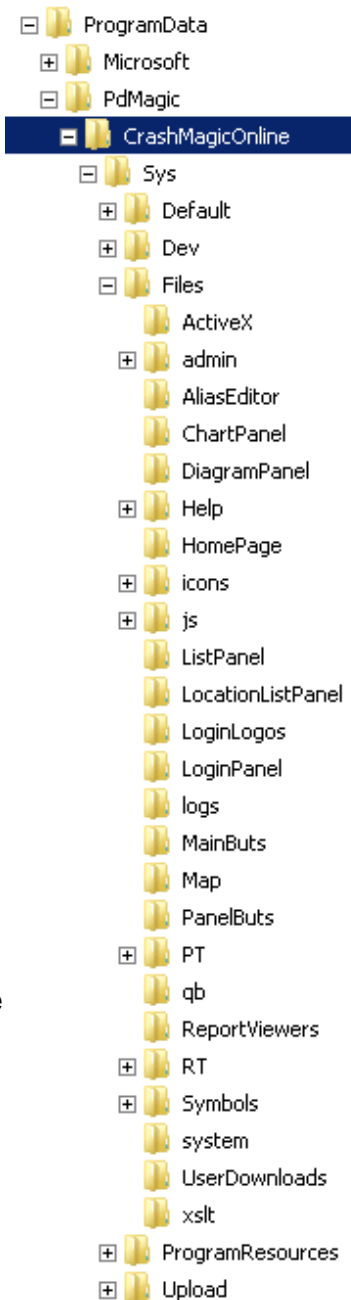 ProgramData
Microsoft
PdMagic
CrashMagicOnline
Sys
Default
Dev
Files
ActiveX
admin
AliasEditor
ChartPanel
DiagramPanel
Help
HomePage
icons
js
ListPanel
LocationListPanel
LoginLogos
LoginPanel
logs
MainButs
Map
PanelButs
PT
qb
e
ReportViewers
RT
Symbols
system
UserDownloads
xslt
ProgramResources
Upload